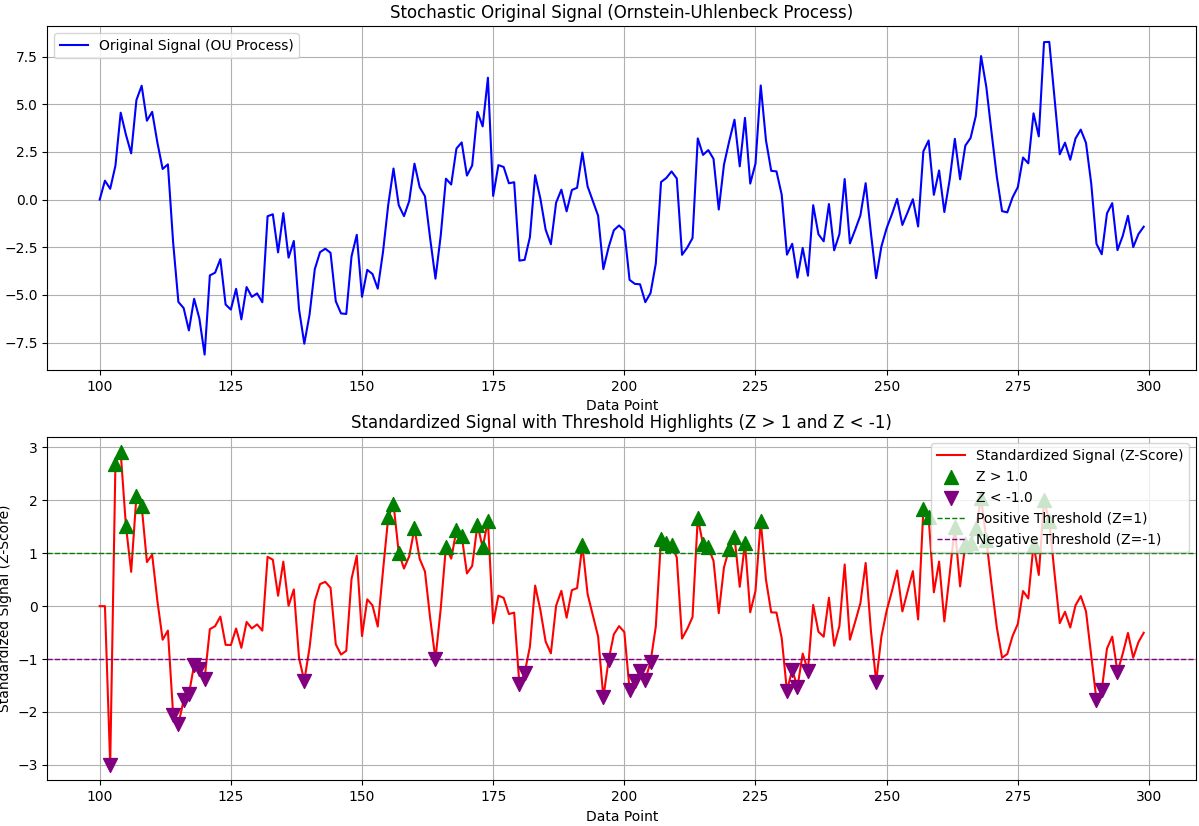 Stochastic Original Signal (Ornstein-Uhlenbeck Process)
Original Signal (OU Process)
7.5
5.0
2.5
0.0
−2.5
−5.0
−7.5
100 125 150 175 200 225 250 275 300
Data Point
Standardized Signal with Threshold Highlights (Z > 1 and Z < -1)
Standardized Signal (Z-Score)
Standardized Signal (Z-Score)
Z > 1.0
Z < -1.0
Positive Threshold (Z=1)
Negative Threshold (Z=-1)
3
2
1
0
−1
−2
−3
100 125 150 175 200 225 250 275 300
Data Point